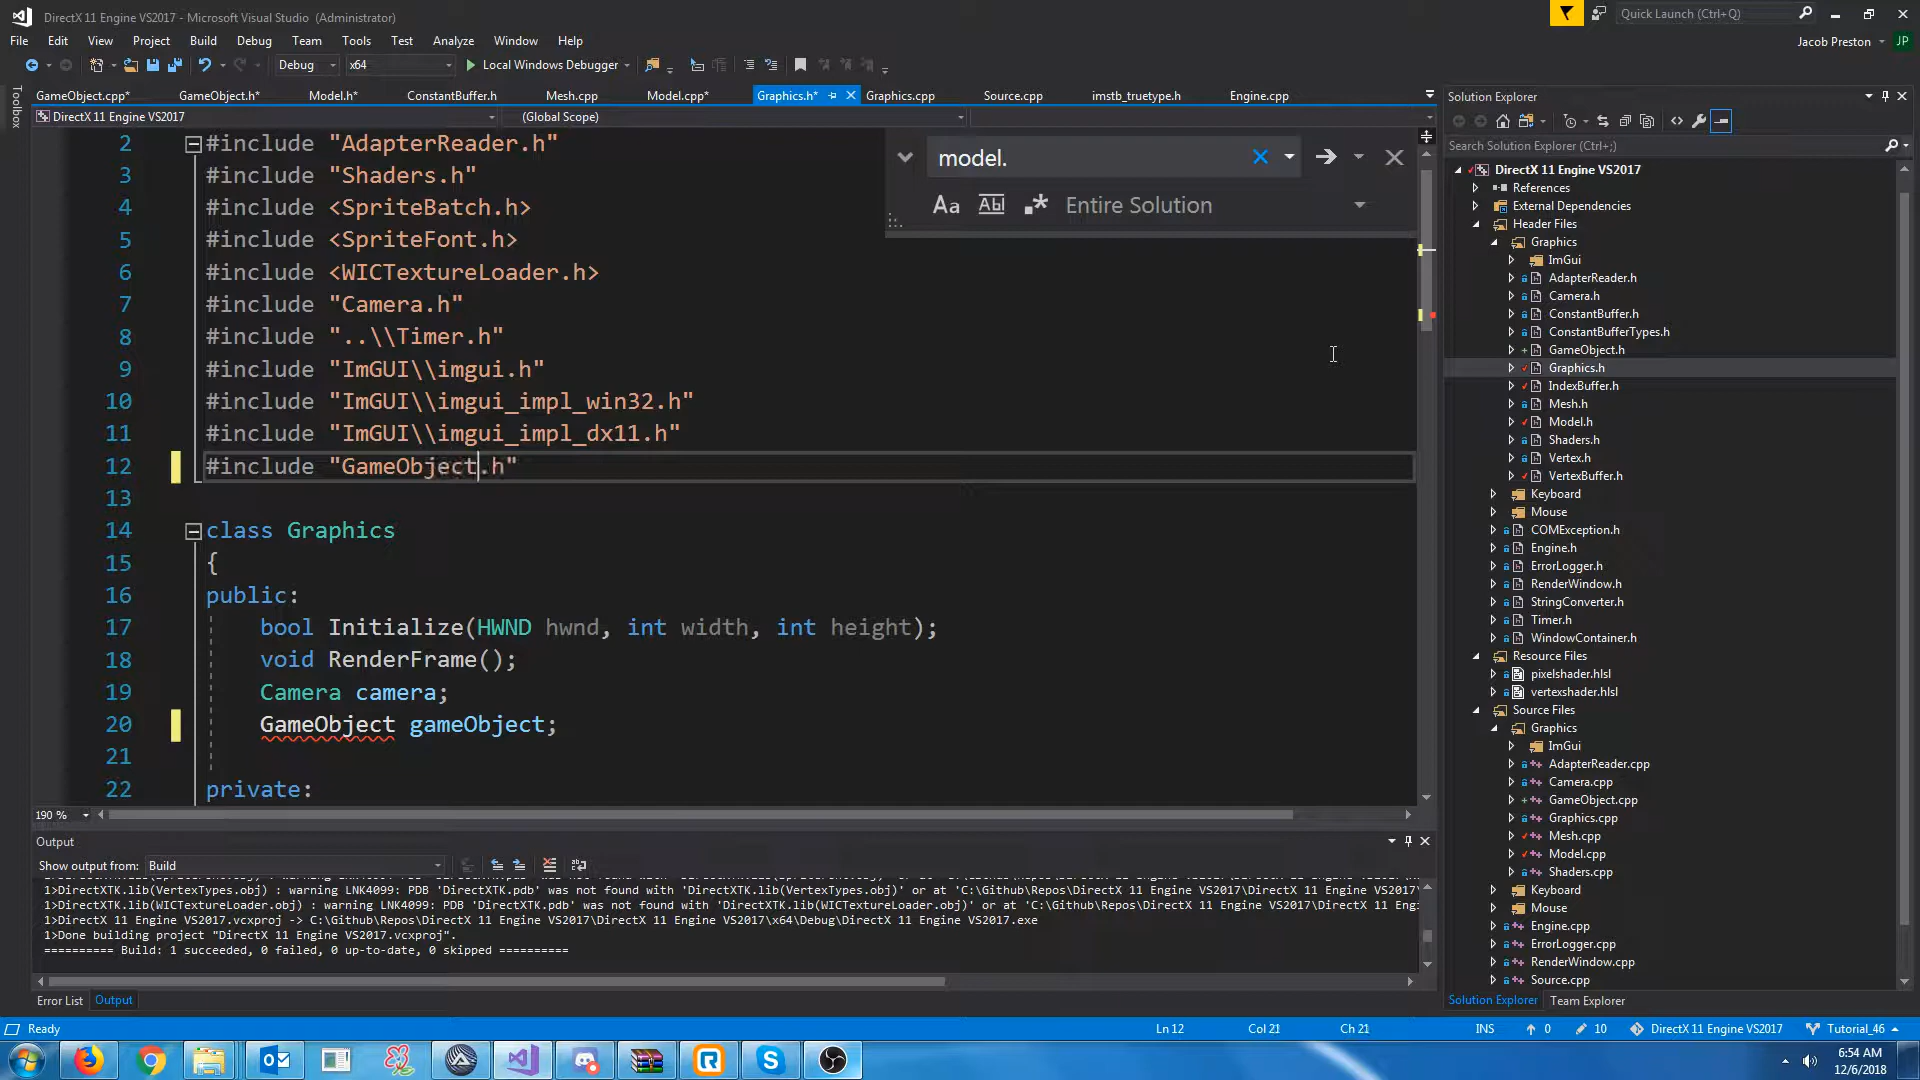 DirectX 11 Engine VS2017 - Microsoft Visual Studio (Administrator)
Quick Launch (Ctrl+Q)
File Edit View Project Build Debug Team Tools Test Analyze Window Help
Jacob Preston JP
Debug x64 Local Windows Debugger
Toolbox
GameObject.cpp* GameObject.h* Model.h* ConstantBuffer.h Mesh.cpp Model.cpp* Graphics.h* Graphics.cpp Source.cpp imstb_truetype.h Engine.cpp
DirectX 11 Engine VS2017 (Global Scope)
model.
Aa Abl Entire Solution
2 #include "AdapterReader.h"
3 #include "Shaders.h"
4 #include <SpriteBatch.h>
5 #include <SpriteFont.h>
6 #include <WICTextureLoader.h>
7 #include "Camera.h"
8 #include "..\\Timer.h"
9 #include "ImGUI\\imgui.h"
10 #include "ImGUI\\imgui_impl_win32.h"
11 #include "ImGUI\\imgui_impl_dx11.h"
12 #include "GameObject.h"
13
14 class Graphics
15 {
16 public:
17 bool Initialize(HWND hwnd, int width, int height);
18 void RenderFrame();
19 Camera camera;
20 GameObject gameObject;
21
22 private:
190 %
Output
Show output from: Build
1>DirectXTK.lib(VertexTypes.obj) : warning LNK4099: PDB 'DirectXTK.pdb' was not found with 'DirectXTK.lib(VertexTypes.obj)' or at 'C:\Github\Repos\DirectX 11 Engine VS2017\DirectX 11 Engine VS2017\
1>DirectXTK.lib(WICTextureLoader.obj) : warning LNK4099: PDB 'DirectXTK.pdb' was not found with 'DirectXTK.lib(WICTextureLoader.obj)' or at 'C:\Github\Repos\DirectX 11 Engine VS2017\DirectX 11 Engi
1>DirectX 11 Engine VS2017.vcxproj -> C:\Github\Repos\DirectX 11 Engine VS2017\DirectX 11 Engine VS2017\x64\Debug\DirectX 11 Engine VS2017.exe
1>Done building project "DirectX 11 Engine VS2017.vcxproj".
========== Build: 1 succeeded, 0 failed, 0 up-to-date, 0 skipped ==========
Error List Output
Solution Explorer
Search Solution Explorer (Ctrl+;)
DirectX 11 Engine VS2017
References
External Dependencies
Header Files
Graphics
ImGui
AdapterReader.h
Camera.h
ConstantBuffer.h
ConstantBufferTypes.h
GameObject.h
Graphics.h
IndexBuffer.h
Mesh.h
Model.h
Shaders.h
Vertex.h
VertexBuffer.h
Keyboard
Mouse
COMException.h
Engine.h
ErrorLogger.h
RenderWindow.h
StringConverter.h
Timer.h
WindowContainer.h
Resource Files
pixelshader.hlsl
vertexshader.hlsl
Source Files
Graphics
ImGui
AdapterReader.cpp
Camera.cpp
GameObject.cpp
Graphics.cpp
Mesh.cpp
Model.cpp
Shaders.cpp
Keyboard
Mouse
Engine.cpp
ErrorLogger.cpp
RenderWindow.cpp
Source.cpp
Solution Explorer Team Explorer
Ready Ln 12 Col 21 Ch 21 INS 0 10 DirectX 11 Engine VS2017 Tutorial_46
6:54 AM
12/6/2018